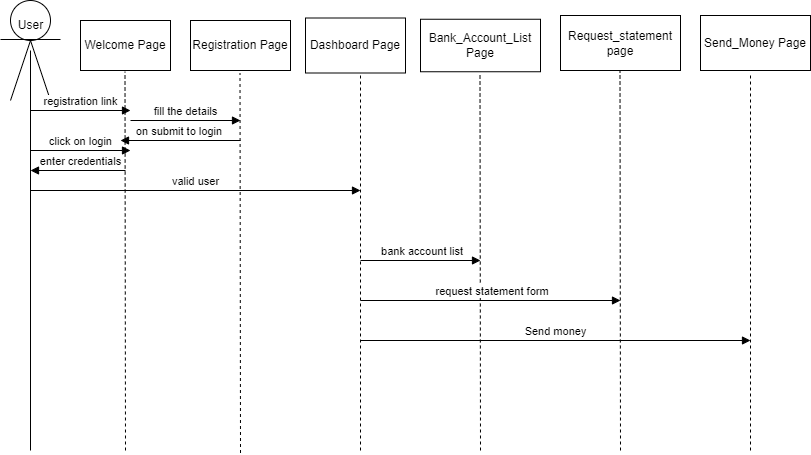 User
Welcome Page
Registration Page
Dashboard Page
Bank_Account_List
Page
Request_statement
page
Send_Money Page
registration link
fill the details
on submit to login
click on login
enter credentials
valid user
bank account list
request statement form
Send money